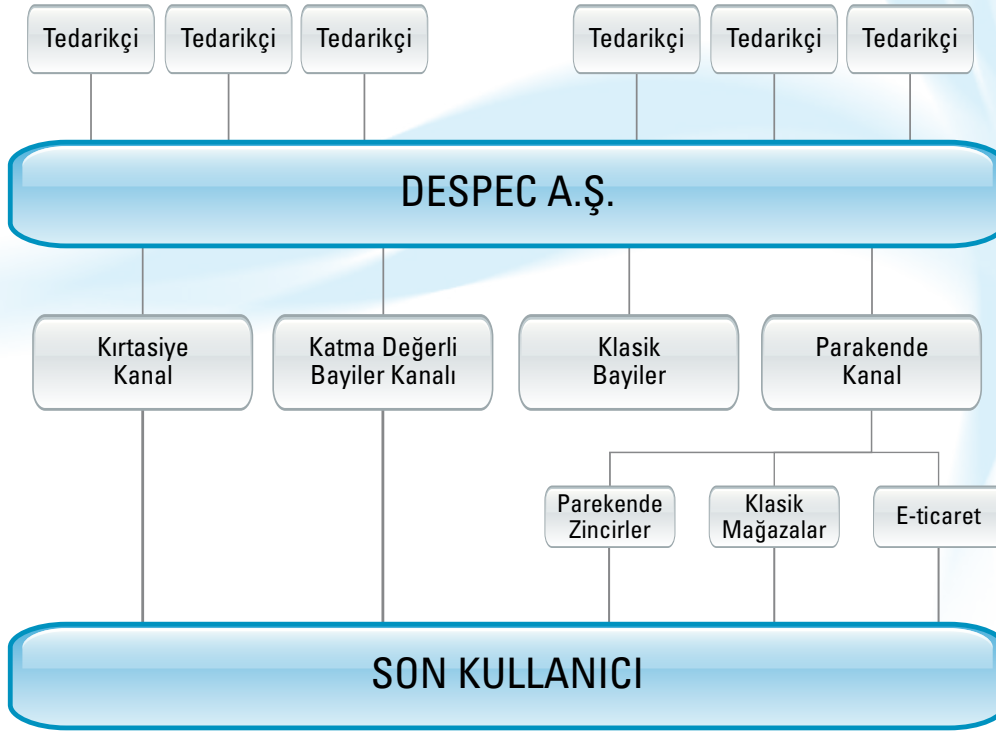 Tedarikçi
Tedarikçi
Tedarikçi
Tedarikçi
Tedarikçi
Tedarikçi
DESPEC A.Ş.
Kırtasiye
Kanal
Katma Değerli
Bayiler Kanalı
Klasik
Bayiler
Parakende
Kanal
Parekende
Zincirler
Klasik
Mağazalar
E-ticaret
SON KULLANICI